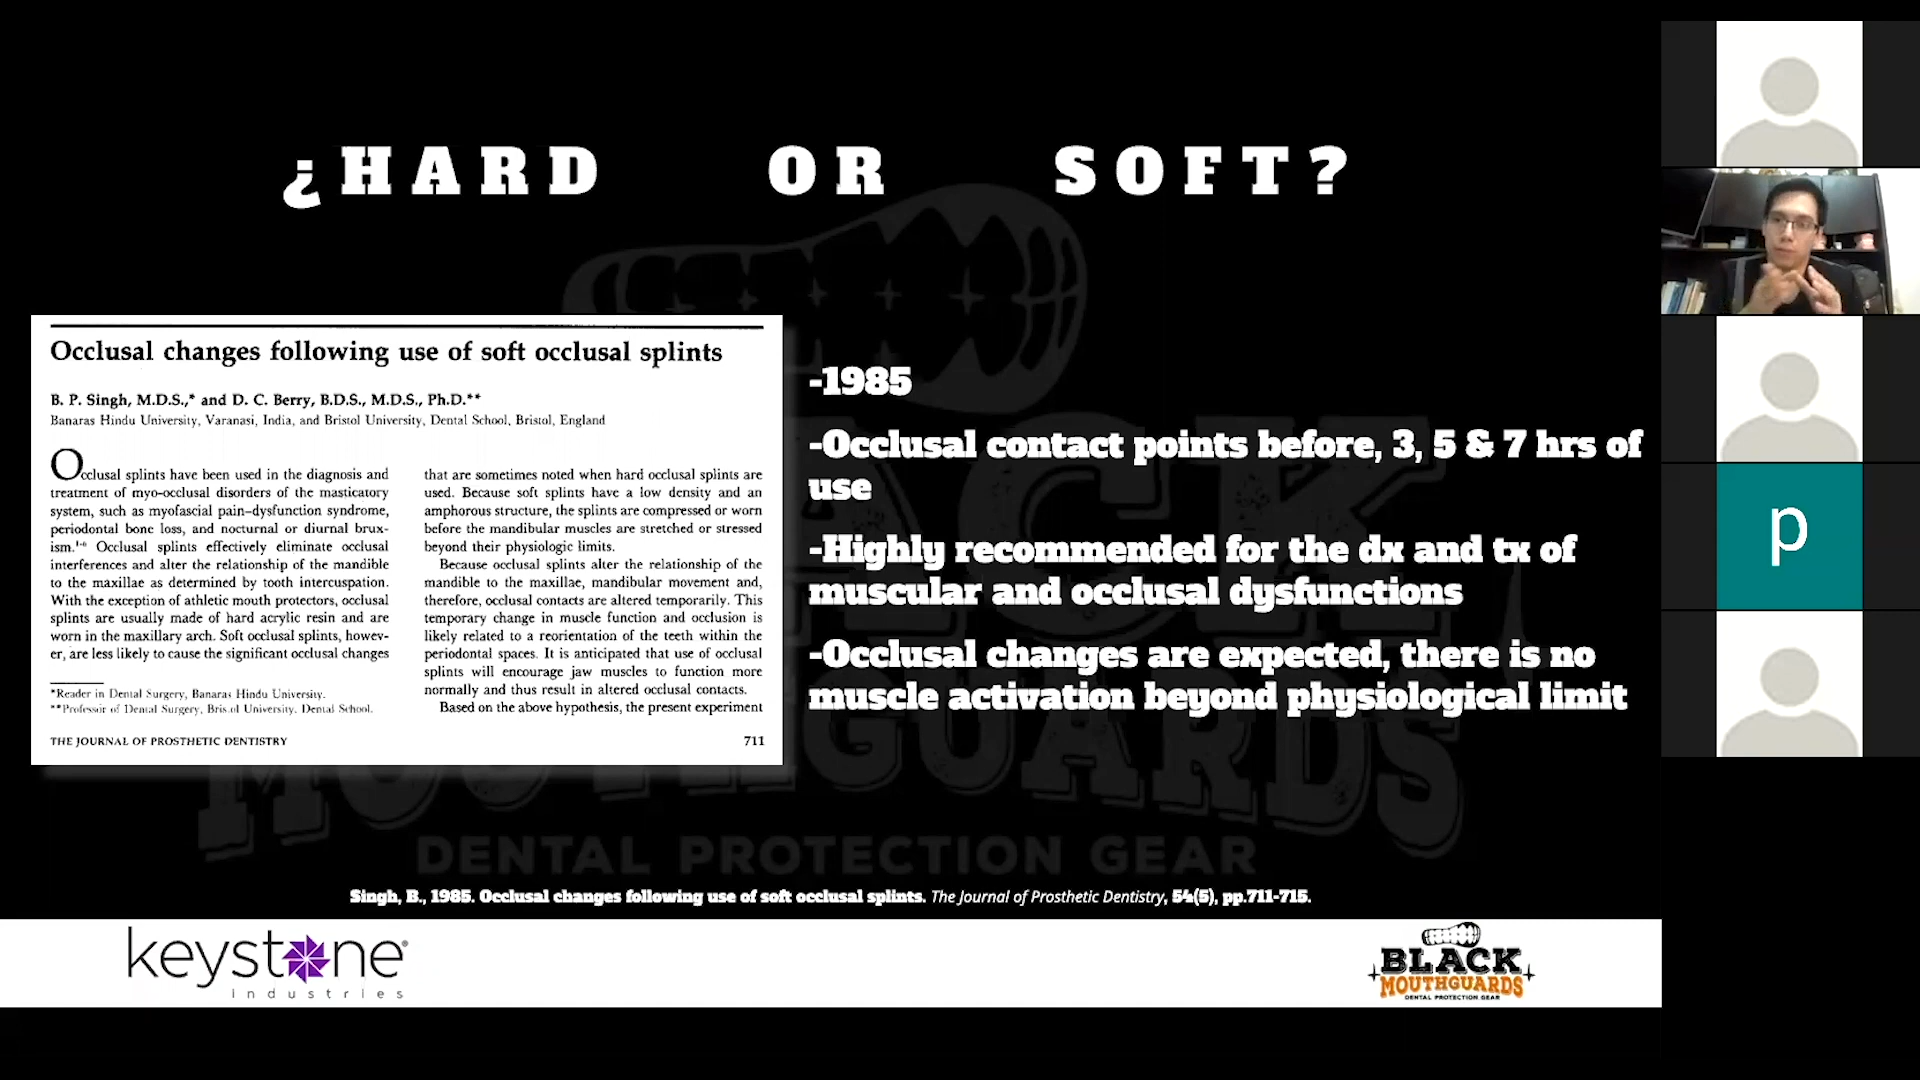 ¿HARD OR SOFT?
Occlusal changes following use of soft occlusal splints
B. P. Singh, M.D.S.,* and D. C. Berry, B.D.S., M.D.S., Ph.D.**
Banaras Hindu University, Varanasi, India, and Bristol University, Dental School, Bristol, England
Occlusal splints have been used in the diagnosis and
treatment of myo-occlusal disorders of the masticatory
system, such as myofascial pain-dysfunction syndrome,
periodontal bone loss, and nocturnal or diurnal brux-
ism. Occlusal splints effectively eliminate occlusal
interferences and alter the relationship of the mandible
to the maxillae as determined by tooth intercuspation.
With the exception of athletic mouth protectors, occlusal
splints are usually made of hard acrylic resin and are
worn in the maxillary arch. Soft occlusal splints, howev-
er, are less likely to cause the significant occlusal changes
*Reader in Dental Surgery, Banaras Hindu University.
**Professor of Dental Surgery, Bristol University, Dental School.
that are sometimes noted when hard occlusal splints are
used. Because soft splints have a low density and an
amphorous structure, the splints are compressed or worn
before the mandibular muscles are stretched or stressed
beyond their physiologic limits.
Because occlusal splints alter the relationship of the
mandible to the maxillae, mandibular movement and,
therefore, occlusal contacts are altered temporarily. This
temporary change in muscle function and occlusion is
likely related to a reorientation of the teeth within the
periodontal spaces. It is anticipated that use of occlusal
splints will encourage jaw muscles to function more
normally and thus result in altered occlusal contacts.
Based on the above hypothesis, the present experiment
THE JOURNAL OF PROSTHETIC DENTISTRY 711
-1985
-Occlusal contact points before, 3, 5 & 7 hrs of
use
-Highly recommended for the dx and tx of
muscular and occlusal dysfunctions
-Occlusal changes are expected, there is no
muscle activation beyond physiological limit
BLACK
MOUTHGUARDS
DENTAL PROTECTION GEAR
Singh, B., 1985. Occlusal changes following use of soft occlusal splints. The Journal of Prosthetic Dentistry, 54(5), pp.711-715.
keystone
industries
BLACK
MOUTHGUARDS
DENTAL PROTECTION GEAR
p